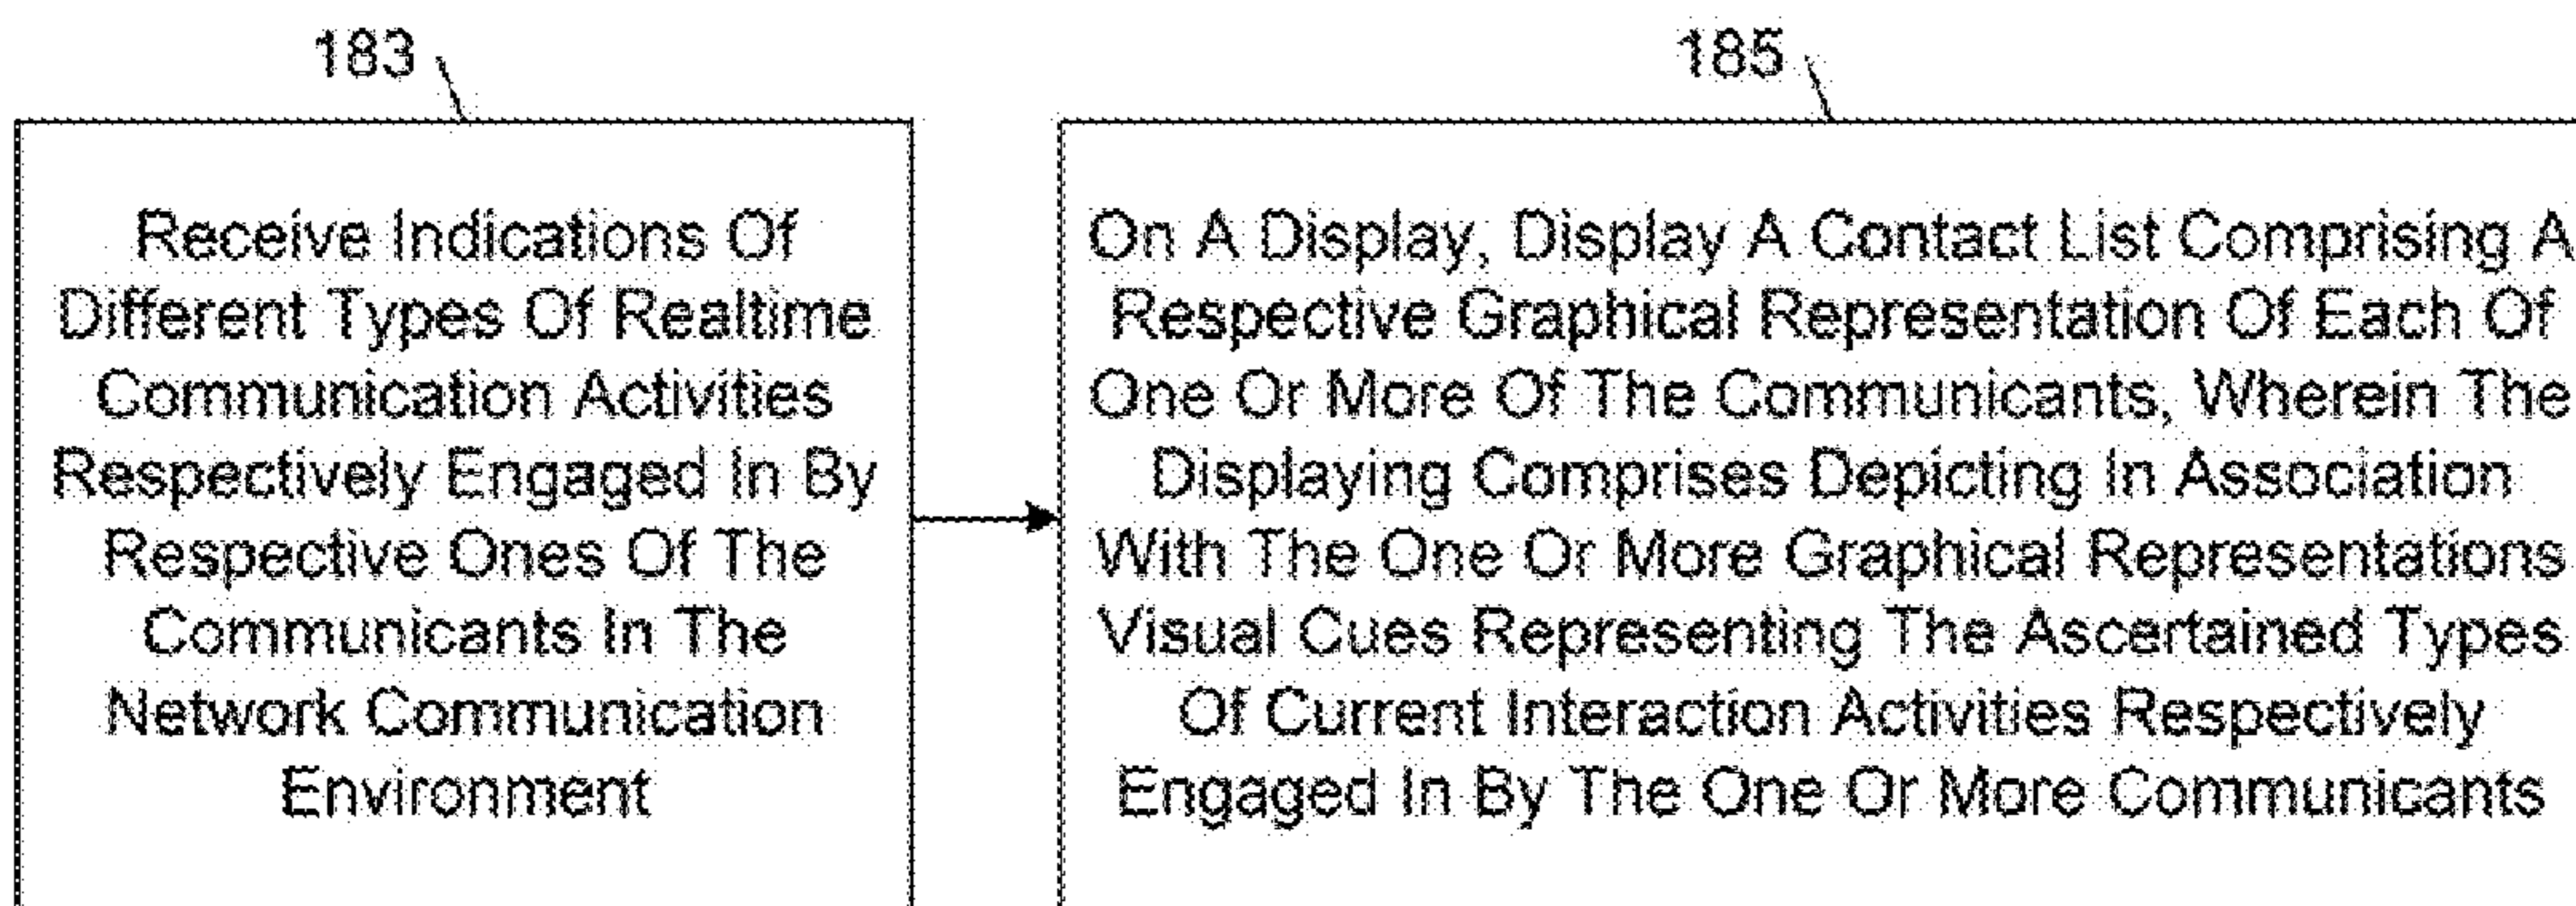 183
185
Receive Indications Of
Different Types Of Realtime
Communication Activities
Respectively Engaged In By
Respective Ones Of The
Communicants In The
Network Communication
Environment
On A Display, Display A Contact List Comprising A
Respective Graphical Representation Of Each Of
One Or More Of The Communicants, Wherein The
Displaying Comprises Depicting In Association
With The One Or More Graphical Representations
Visual Cues Representing The Ascertained Types
Of Current Interaction Activities Respectively
Engaged In By The One Or More Communicants